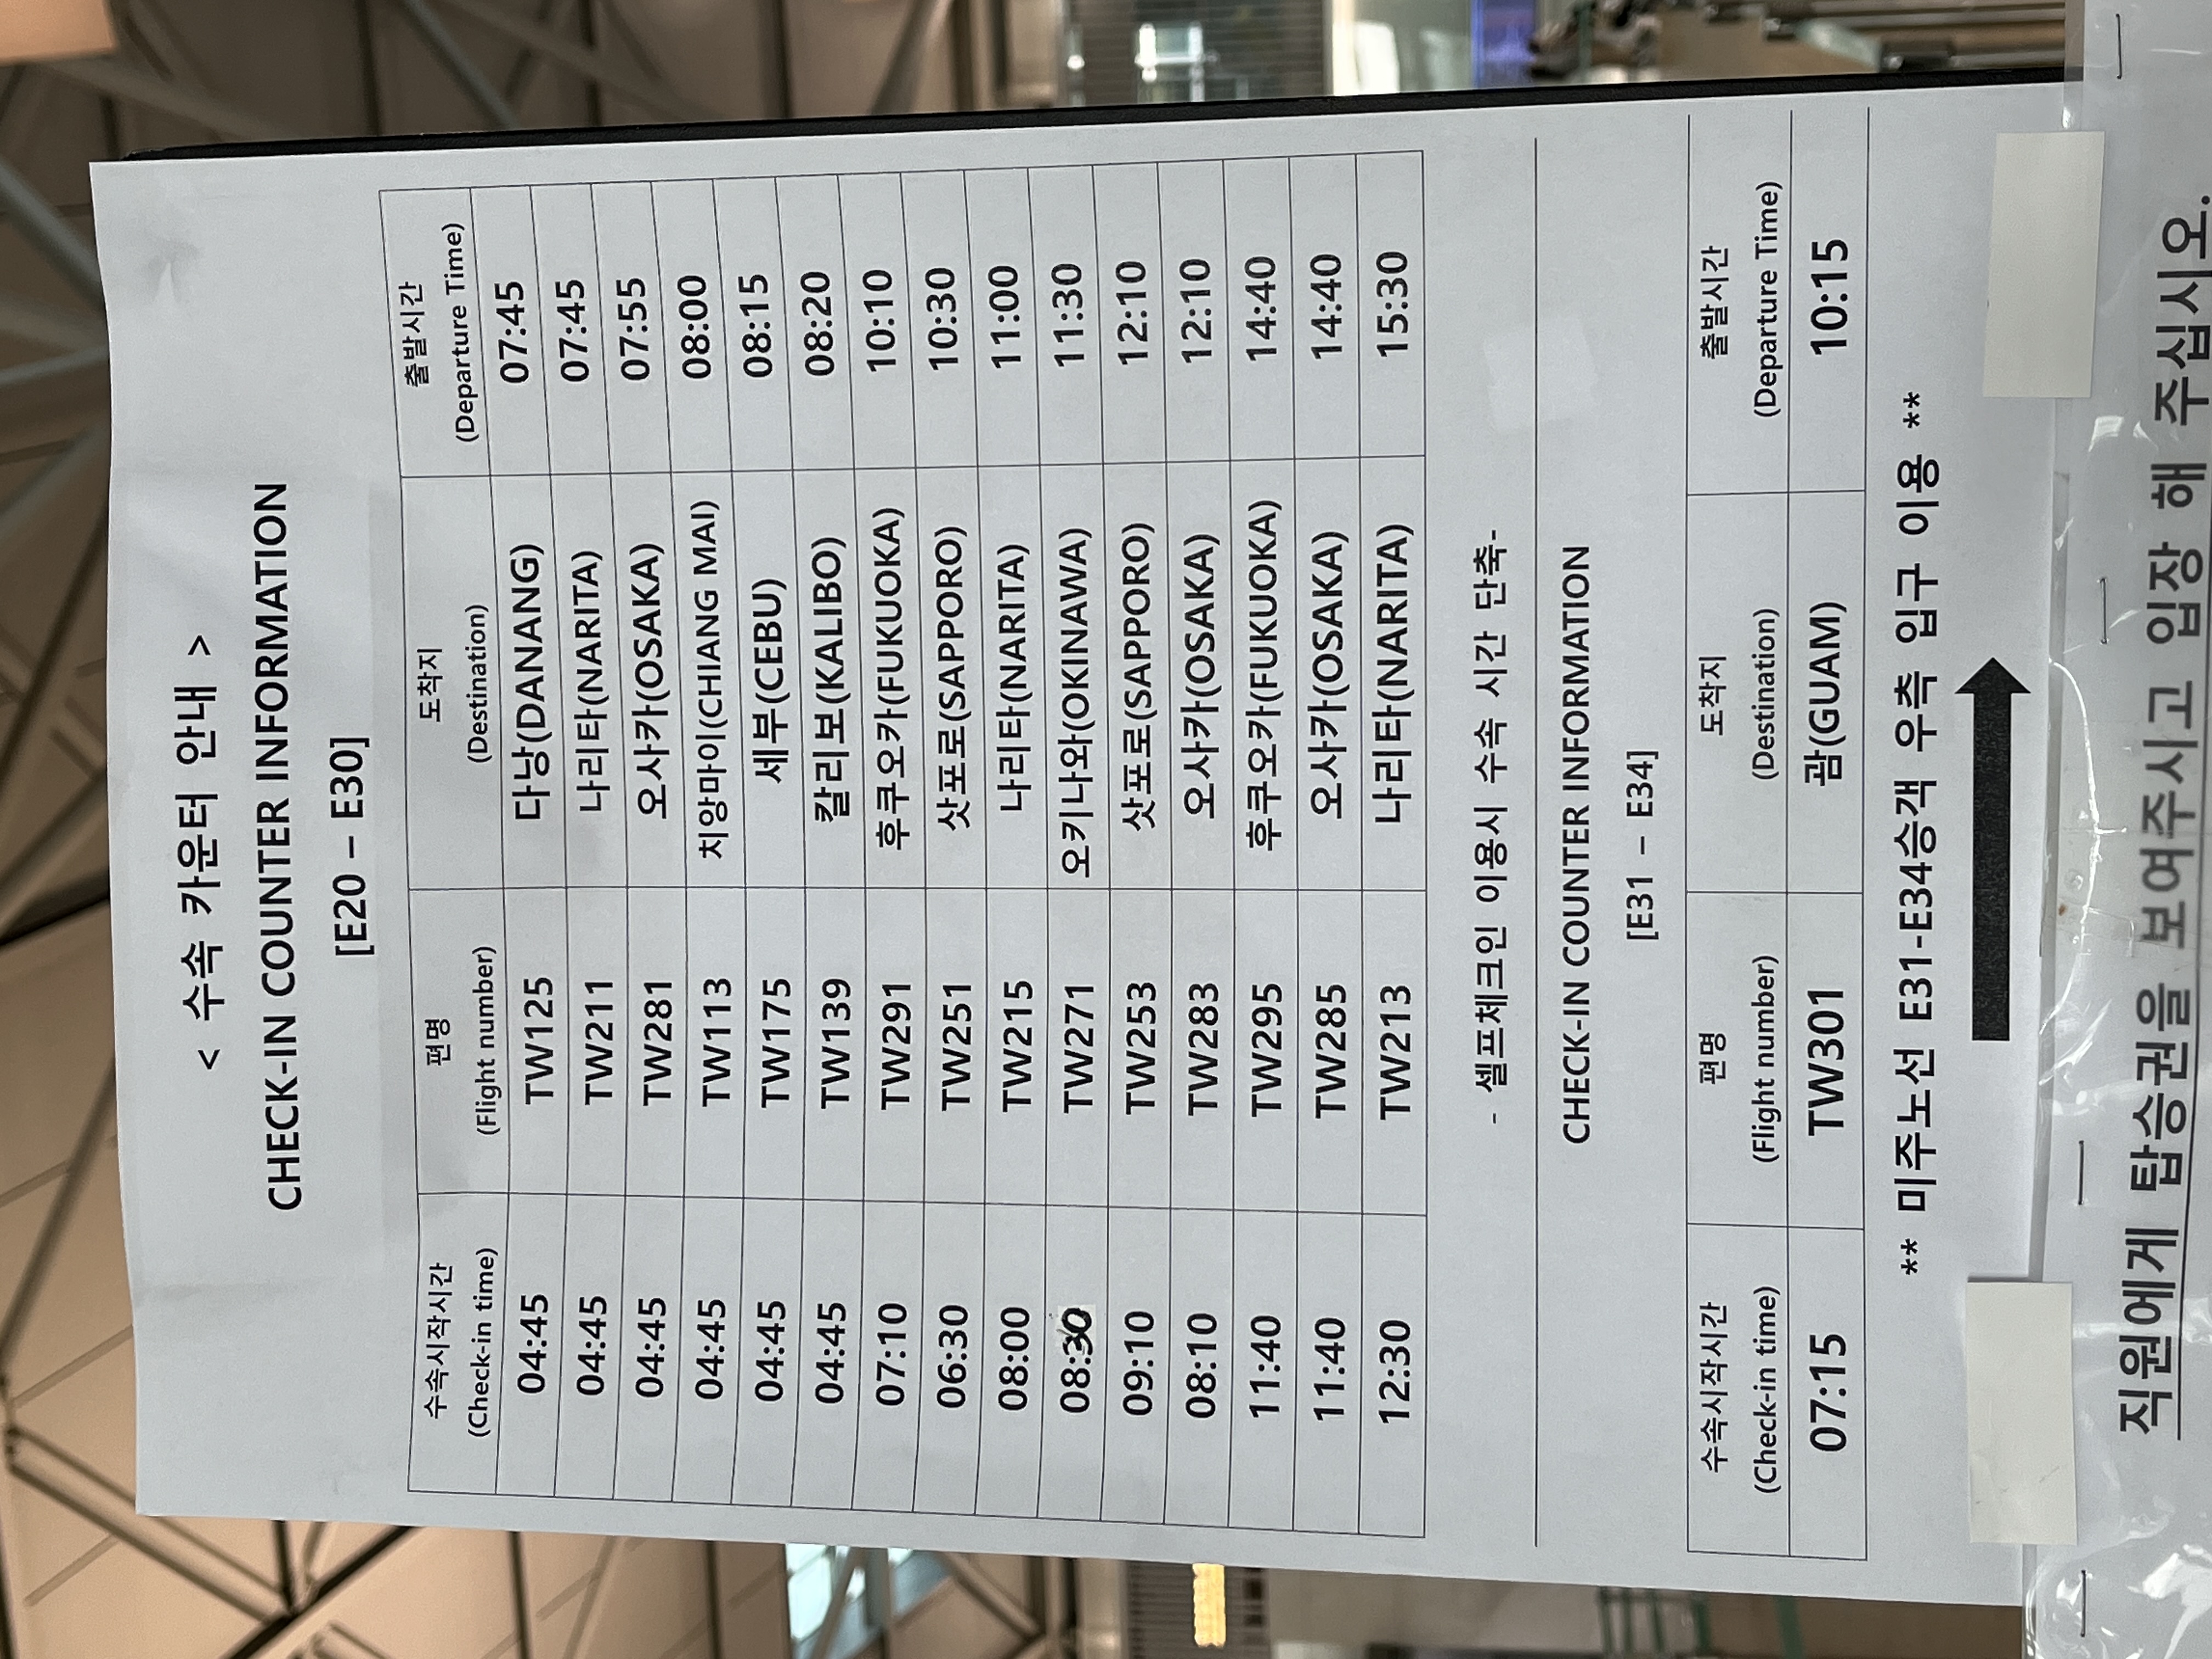 < 수속 카운터 안내 >
CHECK-IN COUNTER INFORMATION
[E20 – E30]
수속시작시간 편명 도착지 출발시간
(Check-in time) (Flight number) (Destination) (Departure Time)
04:45 TW125 다낭(DANANG) 07:45
04:45 TW211 나리타(NARITA) 07:45
04:45 TW281 오사카(OSAKA) 07:55
04:45 TW113 치앙마이(CHIANG MAI) 08:00
04:45 TW175 세부(CEBU) 08:15
04:45 TW139 칼리보(KALIBO) 08:20
07:10 TW291 후쿠오카(FUKUOKA) 10:10
06:30 TW251 삿포로(SAPPORO) 10:30
08:00 TW215 나리타(NARITA) 11:00
08:30 TW271 오키나와(OKINAWA) 11:30
09:10 TW253 삿포로(SAPPORO) 12:10
08:10 TW283 오사카(OSAKA) 12:10
11:40 TW295 후쿠오카(FUKUOKA) 14:40
11:40 TW285 오사카(OSAKA) 14:40
12:30 TW213 나리타(NARITA) 15:30
- 셀프체크인 이용시 수속 시간 단축-
CHECK-IN COUNTER INFORMATION
[E31 – E34]
수속시작시간 편명 도착지 출발시간
(Check-in time) (Flight number) (Destination) (Departure Time)
07:15 TW301 괌(GUAM) 10:15
** 미주노선 E31-E34승객 우측 입구 이용 **
직원에게 탑승권을 보여주시고 입장 해 주십시오.